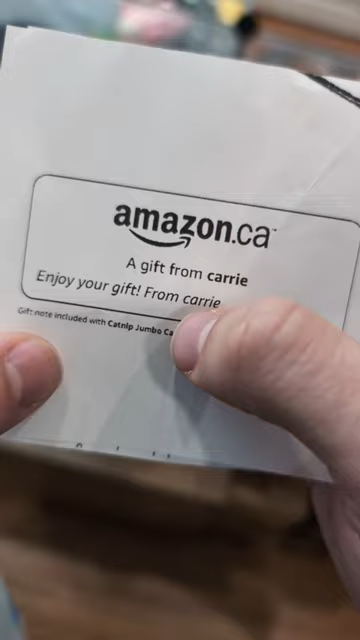 amazon.ca
A gift from carrie
Enjoy your gift! From carrie
Gift note included with Catnip Jumbo